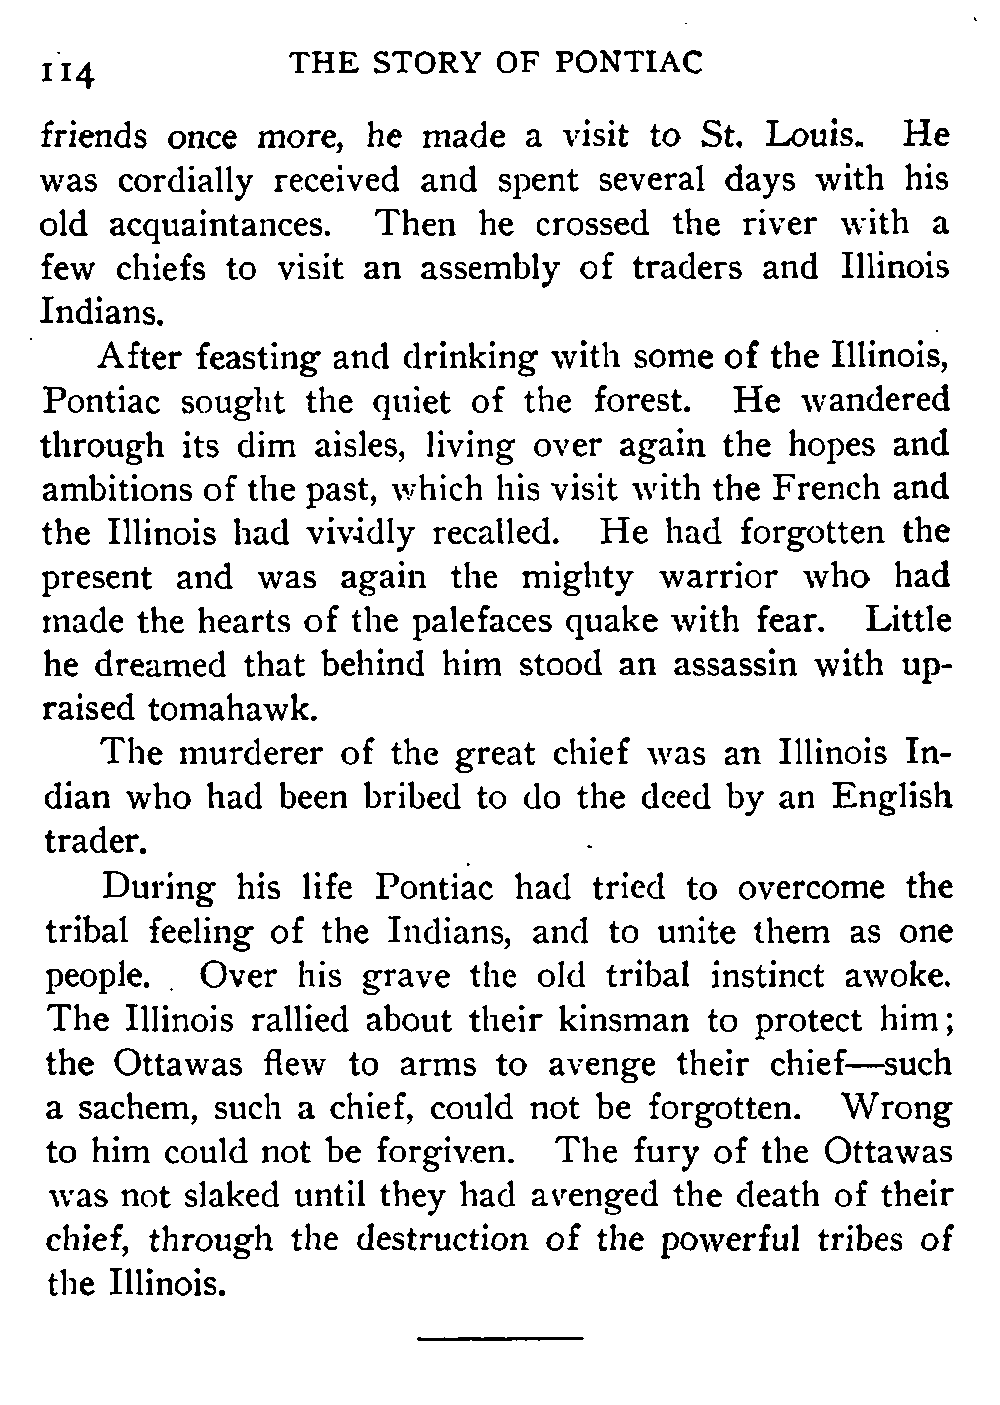 114 THE STORY OF PONTIAC
friends once more, he made a visit to St. Louis. He
was cordially received and spent several days with his
old acquaintances. Then he crossed the river with a
few chiefs to visit an assembly of traders and Illinois
Indians.
After feasting and drinking with some of the Illinois,
Pontiac sought the quiet of the forest. He wandered
through its dim aisles, living over again the hopes and
ambitions of the past, which his visit with the French and
the Illinois had vividly recalled. He had forgotten the
present and was again the mighty warrior who had
made the hearts of the palefaces quake with fear. Little
he dreamed that behind him stood an assassin with up-
raised tomahawk.
The murderer of the great chief was an Illinois In-
dian who had been bribed to do the deed by an English
trader.
During his life Pontiac had tried to overcome the
tribal feeling of the Indians, and to unite them as one
people. Over his grave the old tribal instinct awoke.
The Illinois rallied about their kinsman to protect him;
the Ottawas flew to arms to avenge their chief—such
a sachem, such a chief, could not be forgotten. Wrong
to him could not be forgiven. The fury of the Ottawas
was not slaked until they had avenged the death of their
chief, through the destruction of the powerful tribes of
the Illinois.